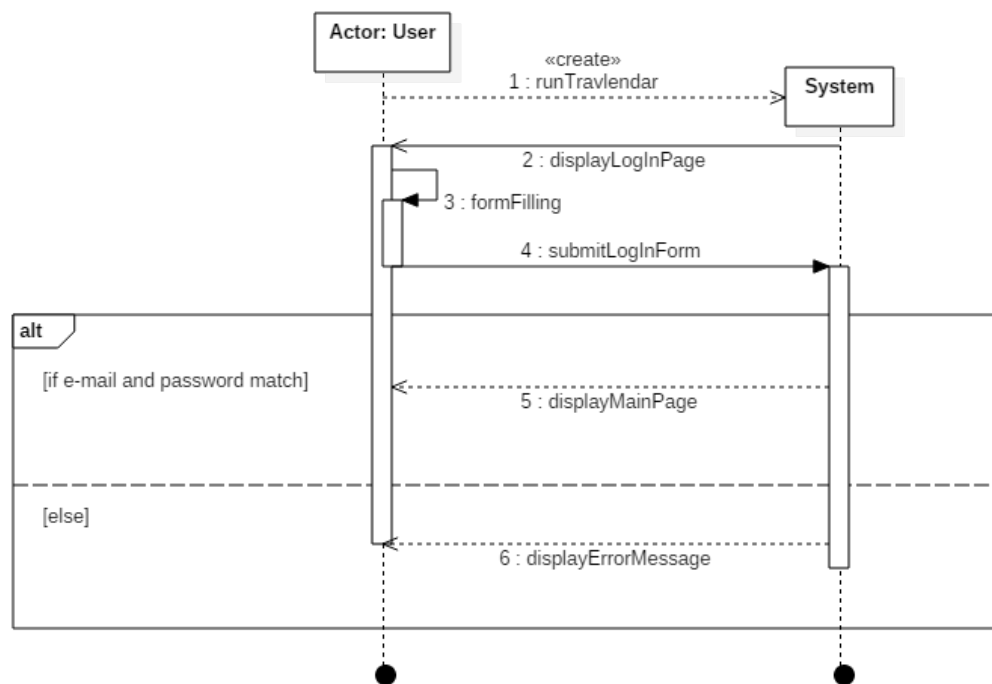 Actor: User
«create»
1 : runTravlendar
System
2 : displayLogInPage
3 : formFilling
4 : submitLogInForm
alt
[if e-mail and password match]
5 : displayMainPage
[else]
6 : displayErrorMessage